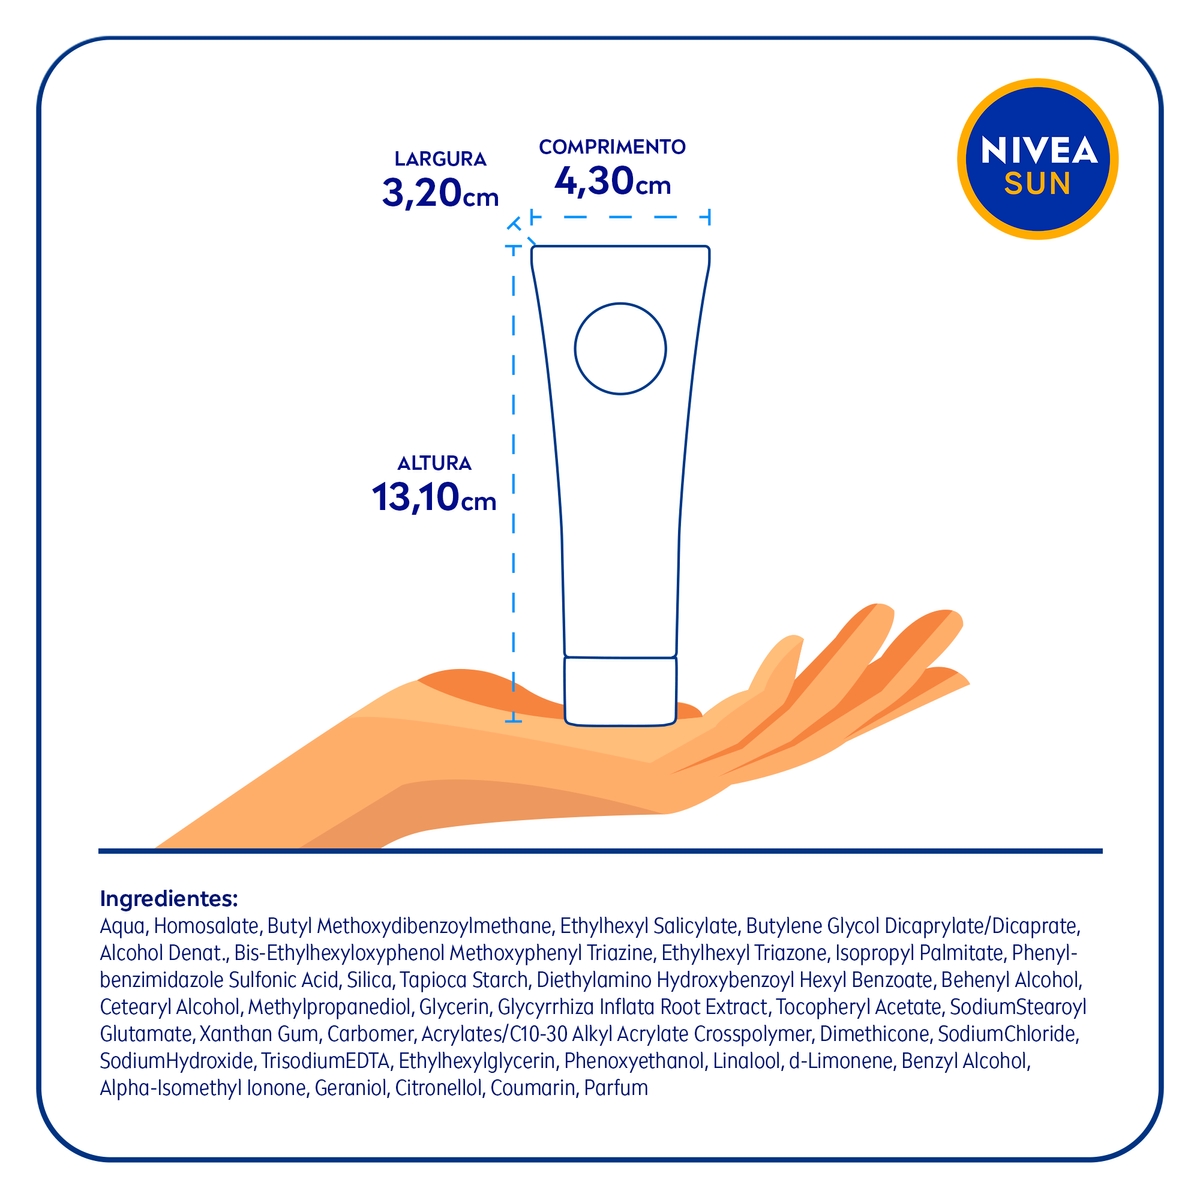 LARGURA
3,20cm
COMPRIMENTO
4,30cm
NIVEA
SUN
ALTURA
13,10cm
Ingredientes:
Aqua, Homosalate, Butyl Methoxydibenzoylmethane, Ethylhexyl Salicylate, Butylene Glycol Dicaprylate/Dicaprate,
Alcohol Denat., Bis-Ethylhexyloxyphenol Methoxyphenyl Triazine, Ethylhexyl Triazone, Isopropyl Palmitate, Phenyl-
benzimidazole Sulfonic Acid, Silica, Tapioca Starch, Diethylamino Hydroxybenzoyl Hexyl Benzoate, Behenyl Alcohol,
Cetearyl Alcohol, Methylpropanediol, Glycerin, Glycyrrhiza Inflata Root Extract, Tocopheryl Acetate, SodiumStearoyl
Glutamate, Xanthan Gum, Carbomer, Acrylates/C10-30 Alkyl Acrylate Crosspolymer, Dimethicone, SodiumChloride,
SodiumHydroxide, TrisodiumEDTA, Ethylhexylglycerin, Phenoxyethanol, Linalool, d-Limonene, Benzyl Alcohol,
Alpha-Isomethyl Ionone, Geraniol, Citronellol, Coumarin, Parfum